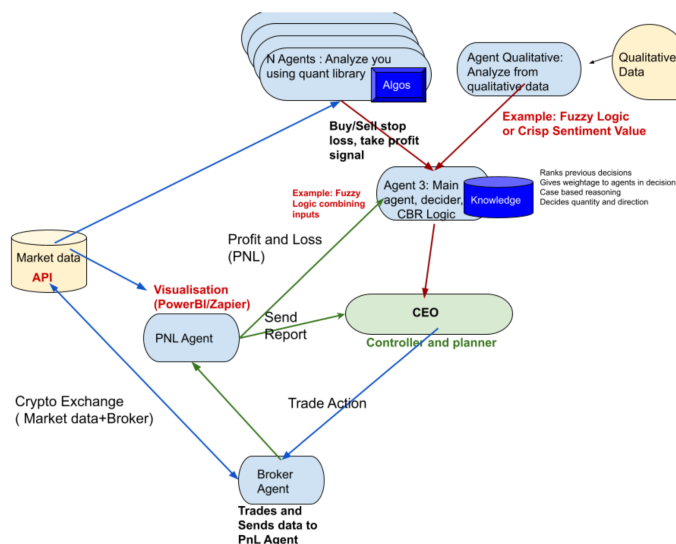 N Agents : Analyze you
using quant library
Algos
Agent Qualitative:
Analyze from
qualitative data
Qualitative
Data
Buy/Sell stop
loss, take profit
signal
Example: Fuzzy Logic
or Crisp Sentiment Value
Example: Fuzzy
Logic combining
inputs
Agent 3: Main
agent, decider,
CBR Logic
Knowledge
Ranks previous decisions
Gives weightage to agents in decision
Case based reasoning
Decides quantity and direction
Profit and Loss
(PNL)
Market data
API
Visualisation
(PowerBI/Zapier)
PNL Agent
Send
Report
CEO
Controller and planner
Crypto Exchange
( Market data+Broker)
Trade Action
Broker
Agent
Trades and
Sends data to
PnL Agent